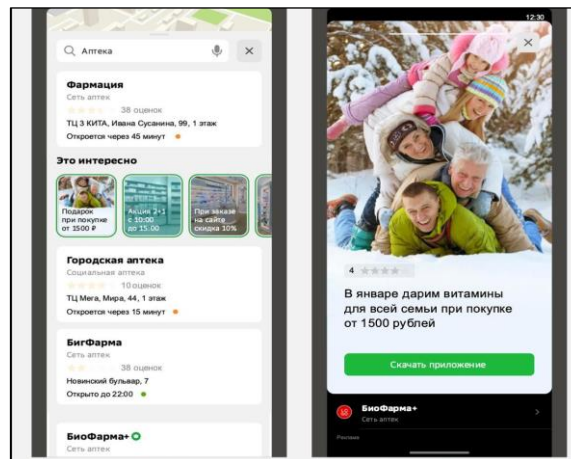 Аптека
Фармация
Сеть аптек
38 оценок
ТЦ 3 КИТА, Ивана Сусанина, 99, 1 этаж
Откроется через 45 минут
Это интересно
Подарок
при покупке
от 1500 ₽
Акция 2+1
с 10:00
до 15:00
При заказе
на сайте
скидка 10%
Городская аптека
Социальная аптека
10 оценок
ТЦ Мега, Мира, 44, 1 этаж
Откроется через 15 минут
БигФарма
Сеть аптек
38 оценок
Новинский бульвар, 7
Открыто до 22:00
БиоФарма+
Сеть аптек
12:30
4
В январе дарим витамины
для всей семьи при покупке
от 1500 рублей
Скачать приложение
БиоФарма+
Сеть аптек
Реклама